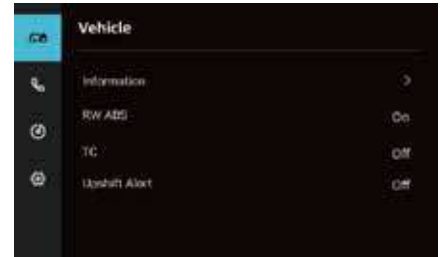 Vehicle
Information
RW ABS On
TC Off
Upshift Alert Off